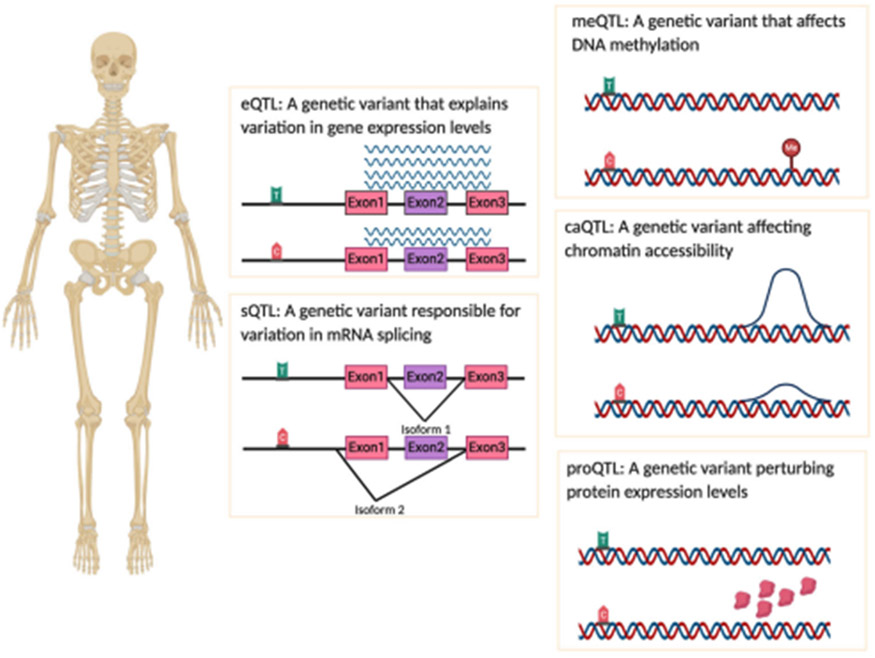 eQTL: A genetic variant that explains
variation in gene expression levels
T
Exon1 Exon2 Exon3
C
Exon1 Exon2 Exon3
sQTL: A genetic variant responsible for
variation in mRNA splicing
T
Exon1 Exon2 Exon3
Isoform 1
C
Exon1 Exon2 Exon3
Isoform 2
meQTL: A genetic variant that affects
DNA methylation
T
C
Me
caQTL: A genetic variant affecting
chromatin accessibility
T
C
proQTL: A genetic variant perturbing
protein expression levels
T
C